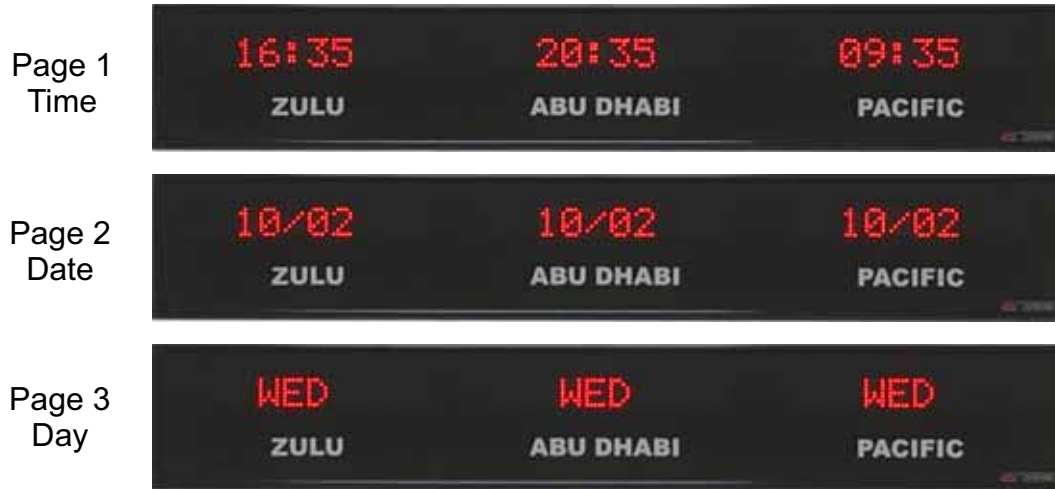 Page 1
Time
16:35 20:35 09:35
ZULU ABU DHABI PACIFIC
Page 2
Date
10/02 10/02 10/02
ZULU ABU DHABI PACIFIC
Page 3
Day
WED WED WED
ZULU ABU DHABI PACIFIC